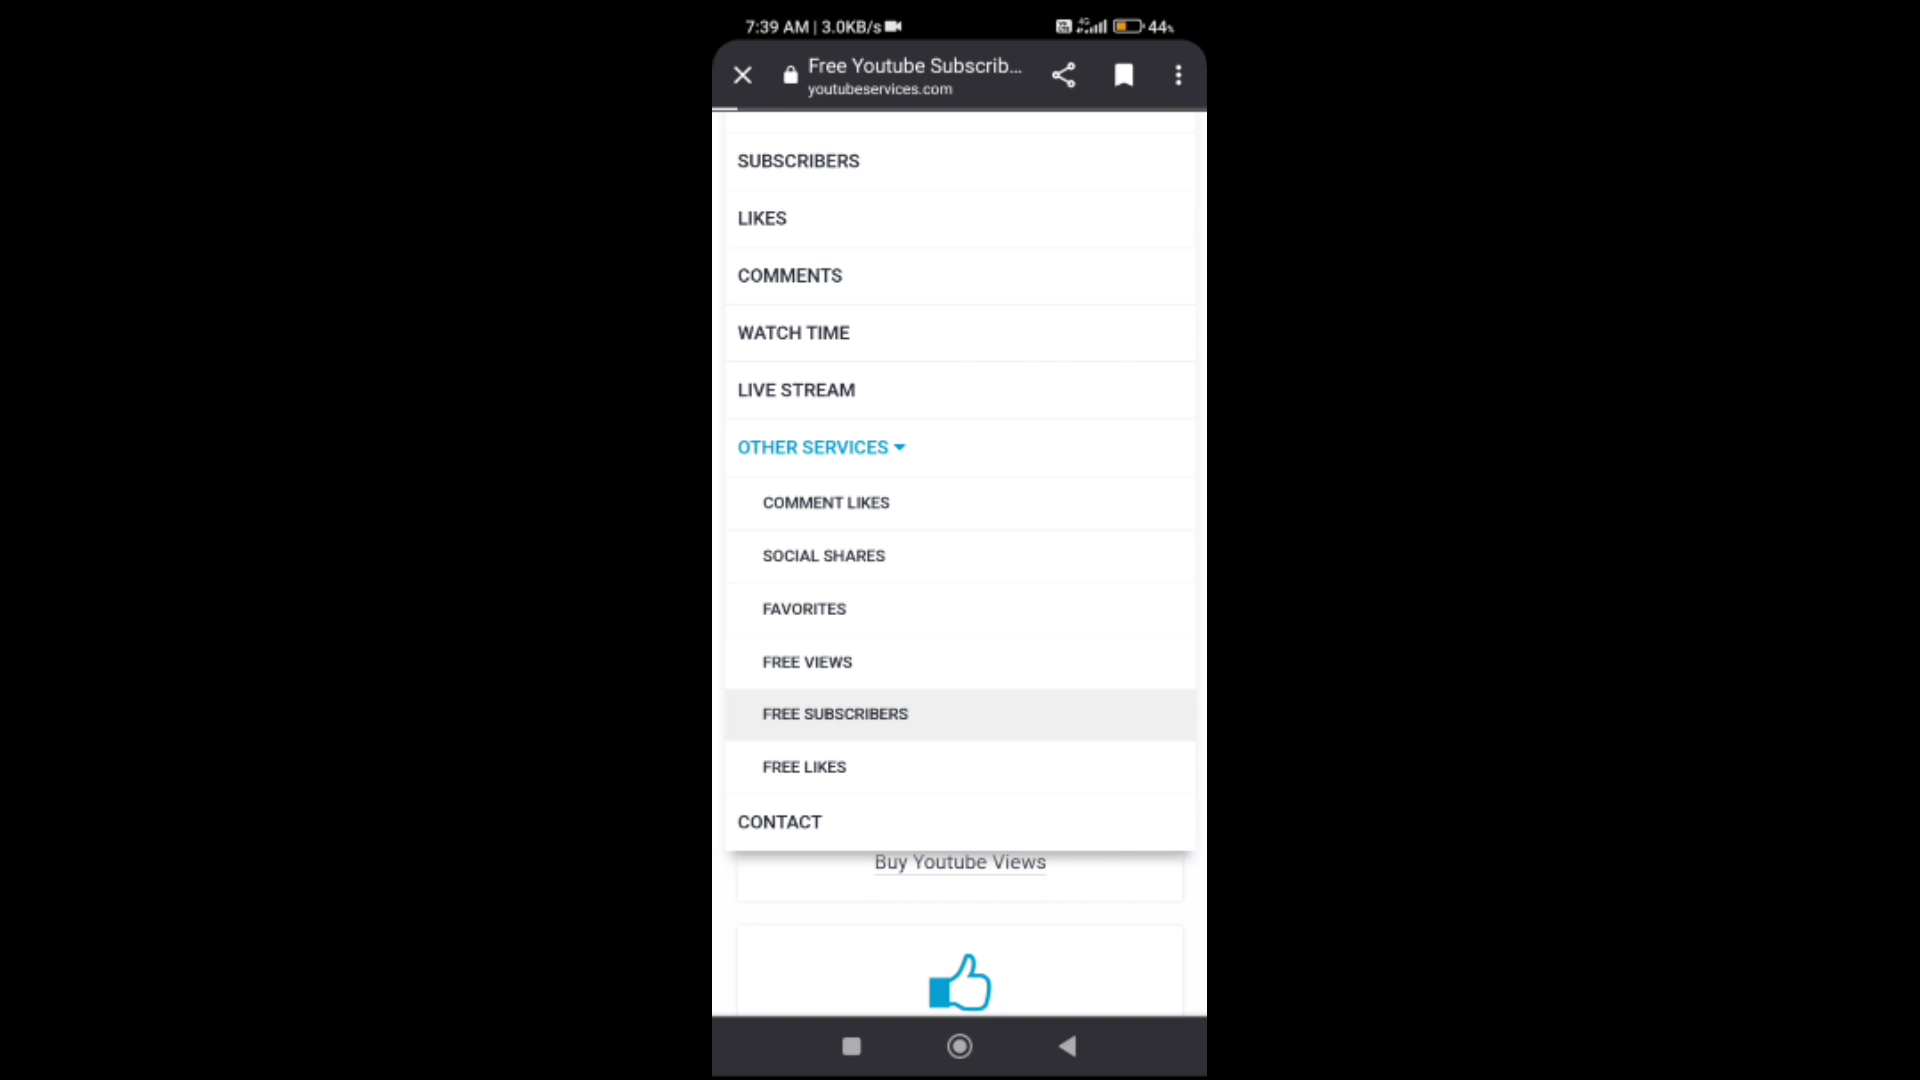 7:39 AM | 3.0KB/s
44%
Free Youtube Subscrib...
youtubeservices.com
SUBSCRIBERS
LIKES
COMMENTS
WATCH TIME
LIVE STREAM
OTHER SERVICES
COMMENT LIKES
SOCIAL SHARES
FAVORITES
FREE VIEWS
FREE SUBSCRIBERS
FREE LIKES
CONTACT
Buy Youtube Views